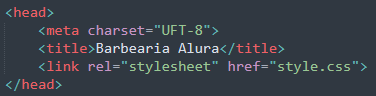 <head>
<meta charset="UFT-8">
<title>Barbearia Alura</title>
<link rel="stylesheet" href="style.css">
</head>